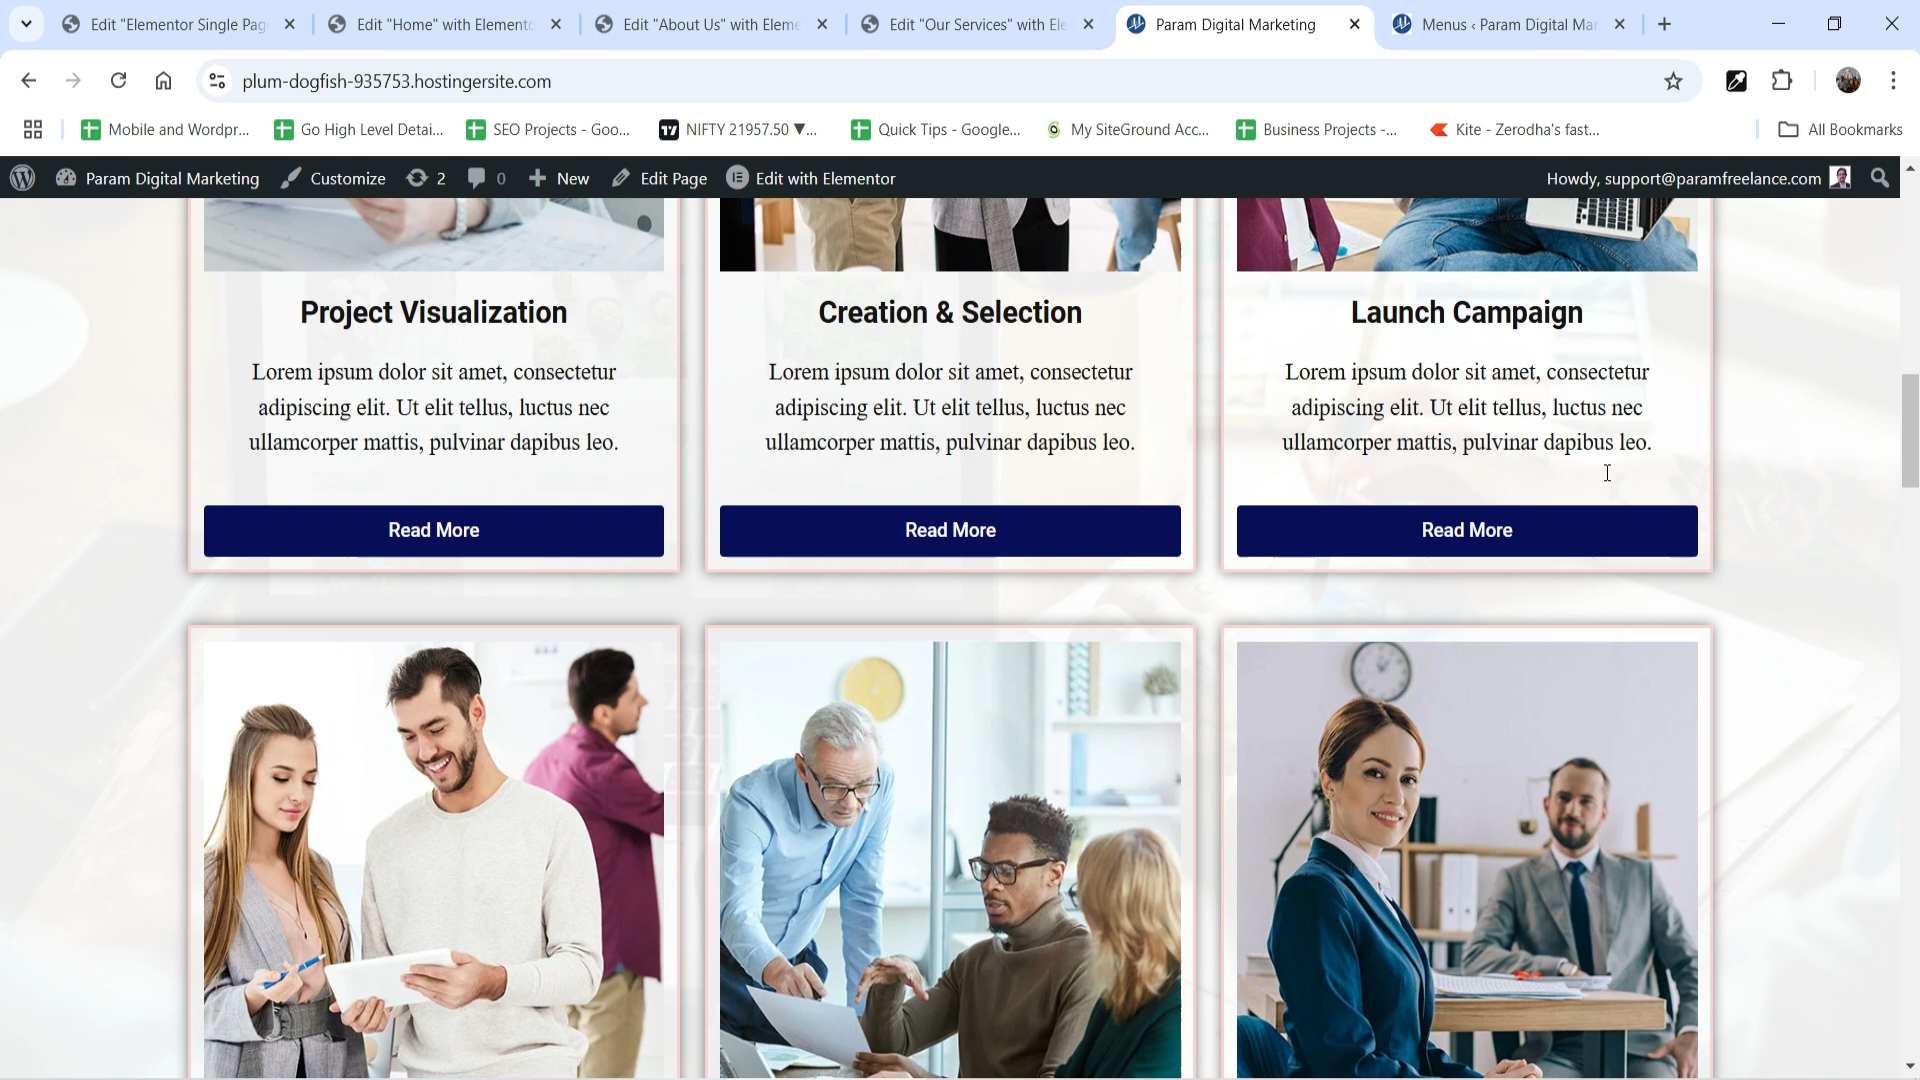 Edit "Elementor Single Pag
Edit "Home" with Elemento
Edit "About Us" with Eleme
Edit "Our Services" with Ele
Param Digital Marketing
Menus ‹ Param Digital Mar
plum-dogfish-935753.hostingersite.com
Mobile and Wordpr...
Go High Level Detai...
SEO Projects - Goo...
NIFTY 21957.50 ▼...
Quick Tips - Google...
My SiteGround Acc...
Business Projects -...
Kite - Zerodha's fast...
All Bookmarks
Param Digital Marketing
Customize
2
0
New
Edit Page
Edit with Elementor
Howdy, support@paramfreelance.com
Project Visualization
Lorem ipsum dolor sit amet, consectetur
adipiscing elit. Ut elit tellus, luctus nec
ullamcorper mattis, pulvinar dapibus leo.
Read More
Creation & Selection
Lorem ipsum dolor sit amet, consectetur
adipiscing elit. Ut elit tellus, luctus nec
ullamcorper mattis, pulvinar dapibus leo.
Read More
Launch Campaign
Lorem ipsum dolor sit amet, consectetur
adipiscing elit. Ut elit tellus, luctus nec
ullamcorper mattis, pulvinar dapibus leo.
Read More